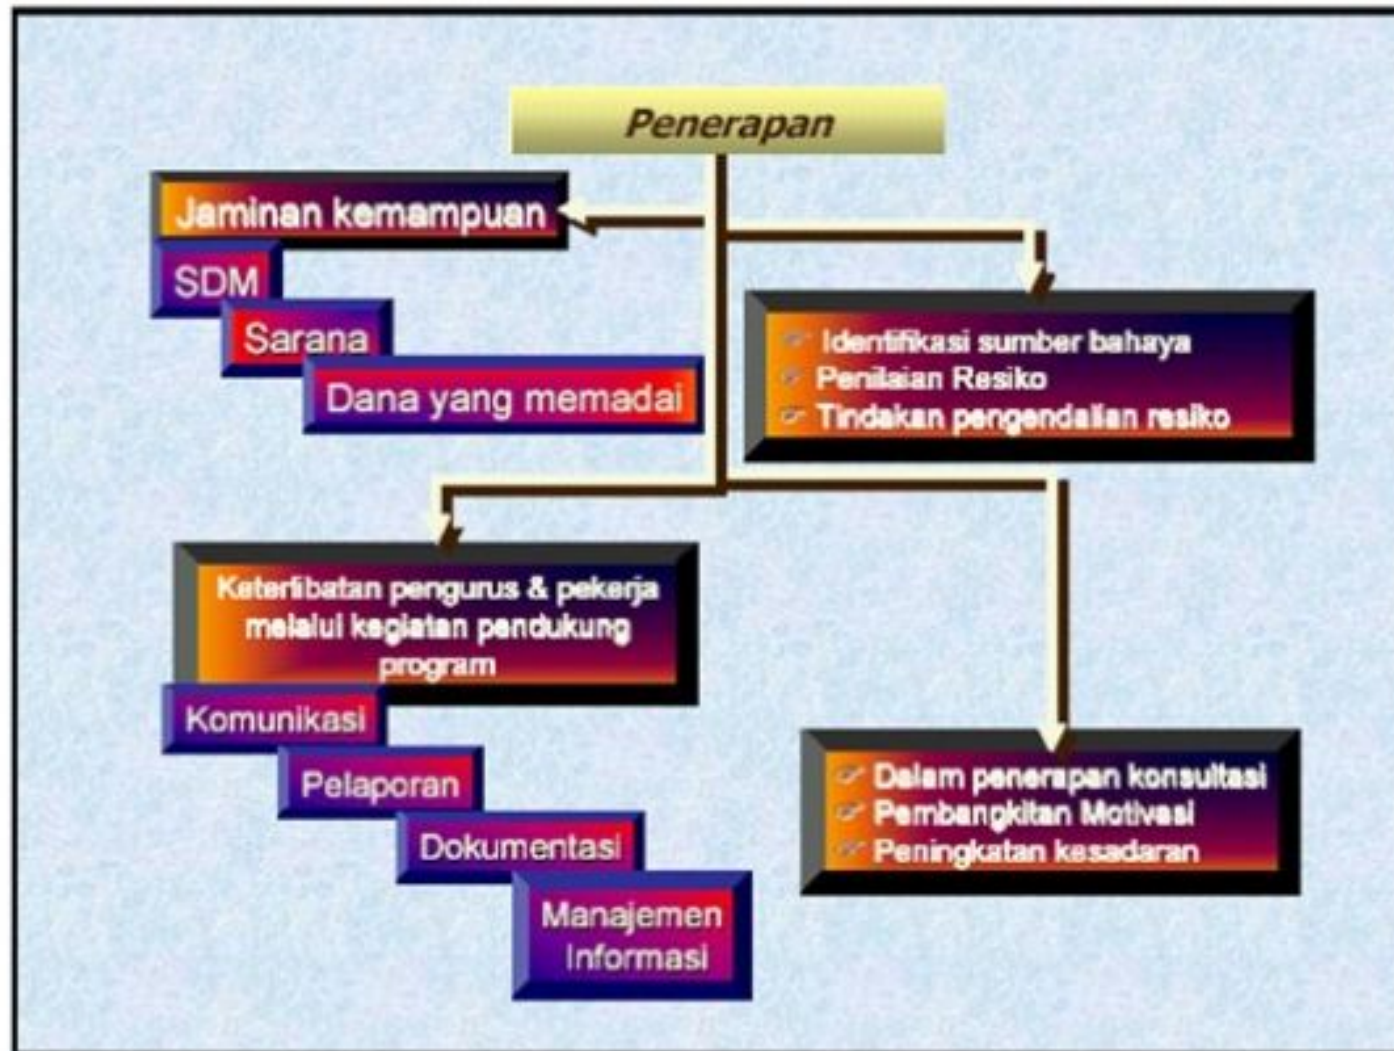 Penerapan
Jaminan kemampuan
SDM
Sarana
Dana yang memadai
Identifikasi sumber bahaya
Penilaian Resiko
Tindakan pengendalian resiko
Keterlibatan pengurus & pekerja
melalui kegiatan pendukung
program
Komunikasi
Pelaporan
Dokumentasi
Manajemen
Informasi
Dalam penerapan konsultasi
Pembangkitan Motivasi
Peningkatan kesadaran